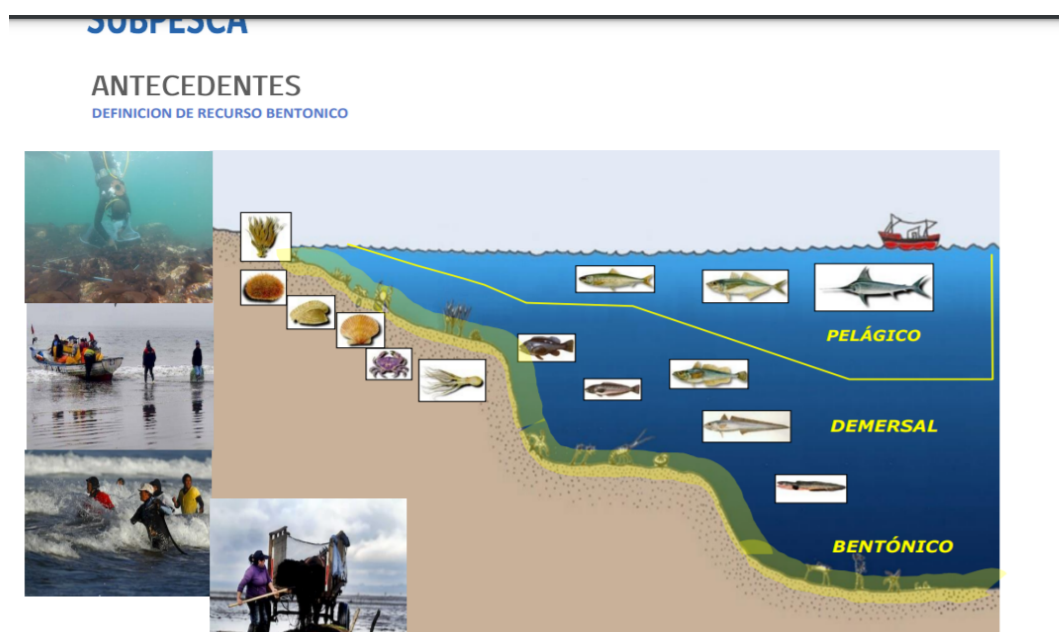 SUBPESCA
ANTECEDENTES
DEFINICION DE RECURSO BENTONICO
PELÁGICO
DEMERSAL
BENTÓNICO